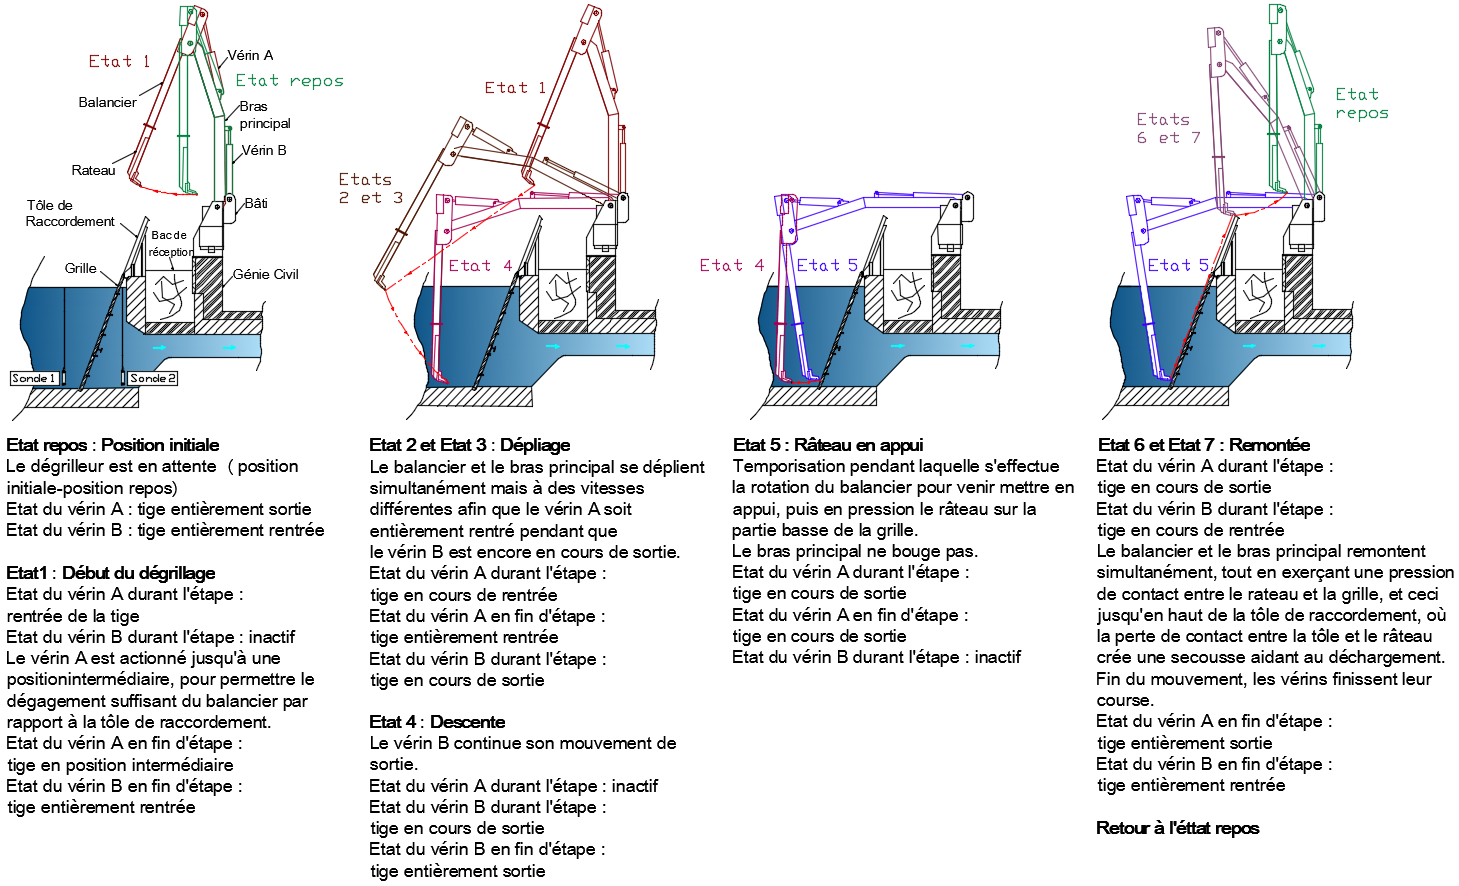 Etat 1
Vérin A
Etat repos
Balancier
Bras
principal
Vérin B
Rateau
Tôle de
Raccordement
Bâti
Bac de
réception
Grille
Génie Civil
Sonde 1
Sonde 2
Etat 1
Etats
2 et 3
Etat 4
Etat 4
Etat 5
Etats
6 et 7
Etat
repos
Etat 5
Etat repos : Position initiale
Le dégrilleur est en attente ( position
initiale-position repos)
Etat du vérin A : tige entièrement sortie
Etat du vérin B : tige entièrement rentrée
Etat1 : Début du dégrillage
Etat du vérin A durant l'étape :
rentrée de la tige
Etat du vérin B durant l'étape : inactif
Le vérin A est actionné jusqu'à une
positionintermédiaire, pour permettre le
dégagement suffisant du balancier par
rapport à la tôle de raccordement.
Etat du vérin A en fin d'étape :
tige en position intermédiaire
Etat du vérin B en fin d'étape :
tige entièrement rentrée
Etat 2 et Etat 3 : Dépliage
Le balancier et le bras principal se déplient
simultanément mais à des vitesses
différentes afin que le vérin A soit
entièrement rentré pendant que
le vérin B est encore en cours de sortie.
Etat du vérin A durant l'étape :
tige en cours de rentrée
Etat du vérin A en fin d'étape :
tige entièrement rentrée
Etat du vérin B durant l'étape :
tige en cours de sortie
Etat 4 : Descente
Le vérin B continue son mouvement de
sortie.
Etat du vérin A durant l'étape : inactif
Etat du vérin B durant l'étape :
tige en cours de sortie
Etat du vérin B en fin d'étape :
tige entièrement sortie
Etat 5 : Râteau en appui
Temporisation pendant laquelle s'effectue
la rotation du balancier pour venir mettre en
appui, puis en pression le râteau sur la
partie basse de la grille.
Le bras principal ne bouge pas.
Etat du vérin A durant l'étape :
tige en cours de sortie
Etat du vérin A en fin d'étape :
tige en cours de sortie
Etat du vérin B durant l'étape : inactif
Etat 6 et Etat 7 : Remontée
Etat du vérin A durant l'étape :
tige en cours de sortie
Etat du vérin B durant l'étape :
tige en cours de rentrée
Le balancier et le bras principal remontent
simultanément, tout en exerçant une pression
de contact entre le rateau et la grille, et ceci
jusqu'en haut de la tôle de raccordement, où
la perte de contact entre la tôle et le râteau
crée une secousse aidant au déchargement.
Fin du mouvement, les vérins finissent leur
course.
Etat du vérin A en fin d'étape :
tige entièrement sortie
Etat du vérin B en fin d'étape :
tige entièrement rentrée
Retour à l'éttat repos